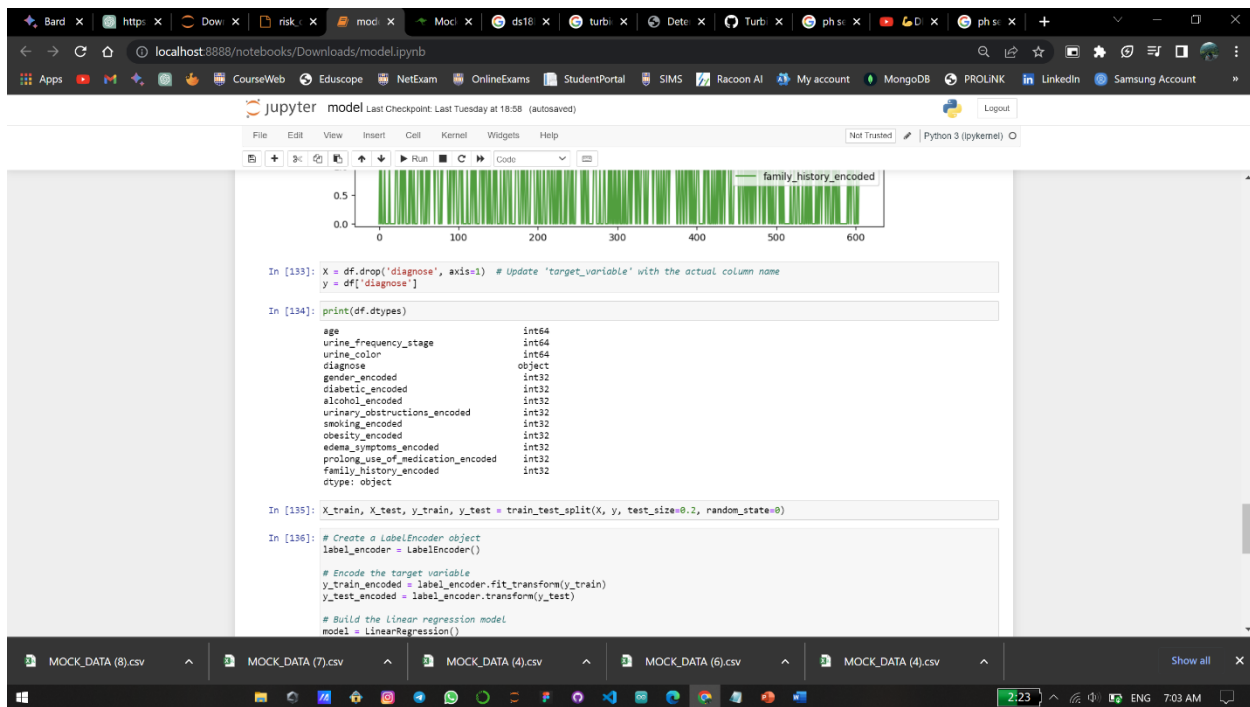 Bard
https
Dow
risk_c
mod
Mocl
ds18
turbi
Dete
Turbi
ph se
ph se
localhost:8888/notebooks/Downloads/model.ipynb
Apps
CourseWeb
Eduscope
NetExam
OnlineExams
StudentPortal
SIMS
Racoon AI
My account
MongoDB
PROLiNK
LinkedIn
Samsung Account
»
jupyter model Last Checkpoint: Last Tuesday at 18:58 (autosaved)
Logout
File Edit View Insert Cell Kernel Widgets Help
Not Trusted
Python 3 (ipykernel)
Run
Code
family_history_encoded
0.5
0.0
0 100 200 300 400 500 600
In [133]: X = df.drop('diagnose', axis=1)  # Update 'target_variable' with the actual column name
y = df['diagnose']
In [134]: print(df.dtypes)
age int64
urine_frequency_stage int64
urine_color int64
diagnose object
gender_encoded int32
diabetic_encoded int32
alcohol_encoded int32
urinary_obstructions_encoded int32
smoking_encoded int32
obesity_encoded int32
edema_symptoms_encoded int32
prolong_use_of_medication_encoded int32
family_history_encoded int32
dtype: object
In [135]: X_train, X_test, y_train, y_test = train_test_split(X, y, test_size=0.2, random_state=0)
In [136]: # Create a LabelEncoder object
label_encoder = LabelEncoder()
# Encode the target variable
y_train_encoded = label_encoder.fit_transform(y_train)
y_test_encoded = label_encoder.transform(y_test)
# Build the linear regression model
model = LinearRegression()
MOCK_DATA (8).csv
MOCK_DATA (7).csv
MOCK_DATA (4).csv
MOCK_DATA (6).csv
MOCK_DATA (4).csv
Show all
2:23
ENG
7:03 AM